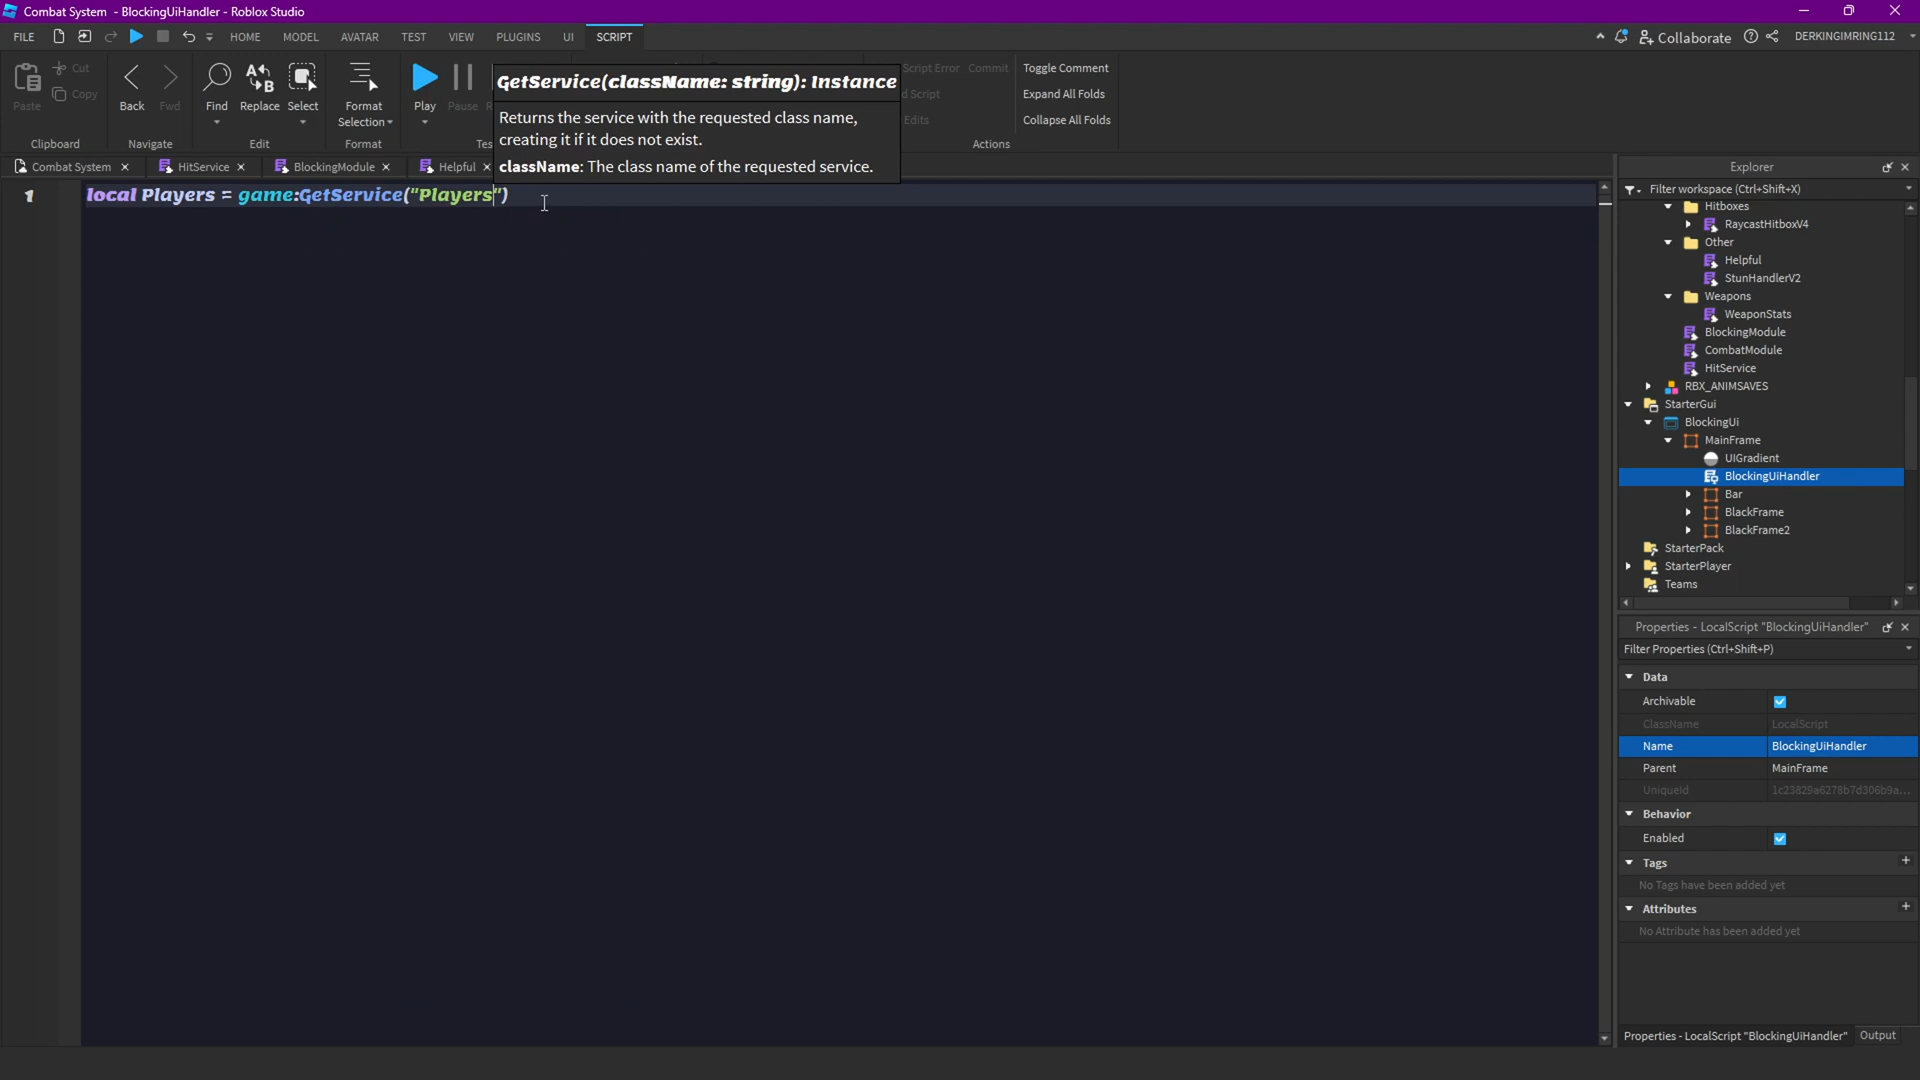 Combat System - BlockingUiHandler - Roblox Studio
FILE HOME MODEL AVATAR TEST VIEW PLUGINS UI SCRIPT Collaborate DERKINGIMRING112
Paste Cut Copy Clipboard
Back Fwd Navigate
Find Replace Select Edit
Format Selection Format
Play Pause
Script Error Commit
Script
Edits
Toggle Comment
Expand All Folds
Collapse All Folds
Actions
GetService(className: string): Instance
Returns the service with the requested class name,
creating it if it does not exist.
className: The class name of the requested service.
Combat System HitService BlockingModule Helpful
1 local Players = game:GetService("Players")
Explorer
Filter workspace (Ctrl+Shift+X)
Hitboxes
RaycastHitboxV4
Other
Helpful
StunHandlerV2
Weapons
WeaponStats
BlockingModule
CombatModule
HitService
RBX_ANIMSAVES
StarterGui
BlockingUi
MainFrame
UIGradient
BlockingUiHandler
Bar
BlackFrame
BlackFrame2
StarterPack
StarterPlayer
Teams
Properties - LocalScript "BlockingUiHandler"
Filter Properties (Ctrl+Shift+P)
Data
Archivable
ClassName LocalScript
Name BlockingUiHandler
Parent MainFrame
UniqueId 1c23829a6278b7d306b9a...
Behavior
Enabled
Tags
No Tags have been added yet
Attributes
No Attribute has been added yet
Properties - LocalScript "BlockingUiHandler" Output